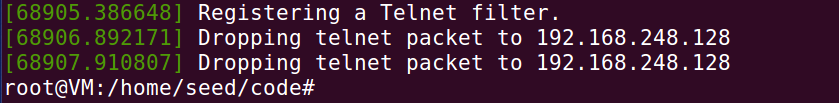 [68905.386648] Registering a Telnet filter.
[68906.892171] Dropping telnet packet to 192.168.248.128
[68907.910807] Dropping telnet packet to 192.168.248.128
root@VM:/home/seed/code#